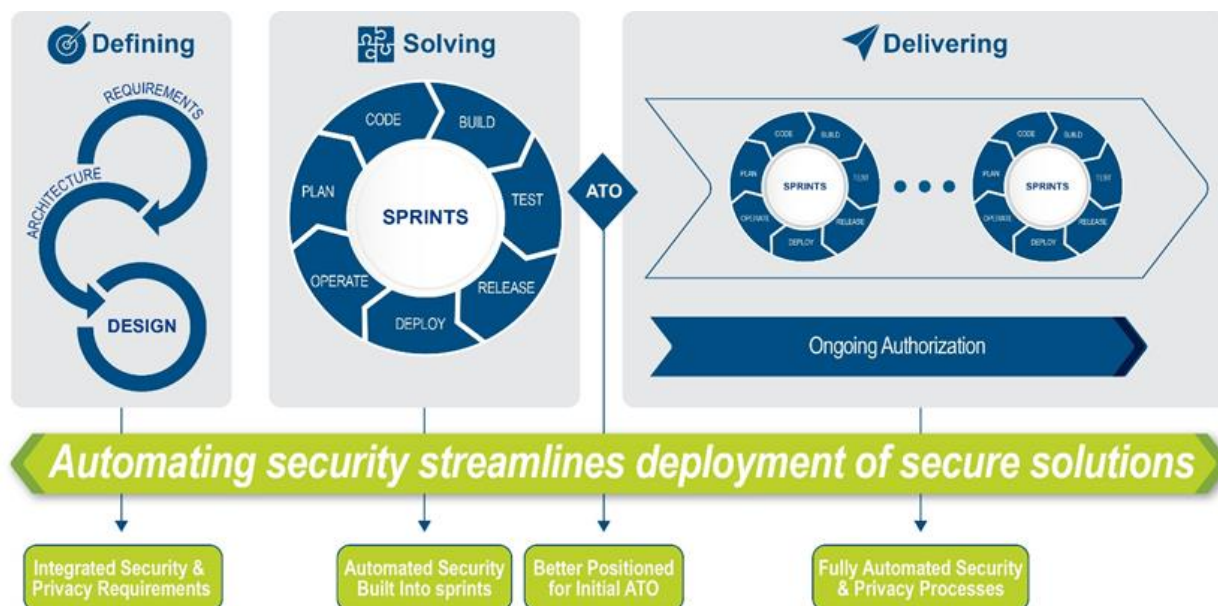 Defining
REQUIREMENTS
ARCHITECTURE
DESIGN
Solving
CODE
BUILD
PLAN
TEST
SPRINTS
OPERATE
RELEASE
DEPLOY
ATO
Delivering
CODE
BUILD
PLAN
TEST
SPRINTS
OPERATE
RELEASE
DEPLOY
CODE
BUILD
PLAN
TEST
SPRINTS
OPERATE
RELEASE
DEPLOY
Ongoing Authorization
Automating security streamlines deployment of secure solutions
Integrated Security &
Privacy Requirements
Automated Security
Built Into sprints
Better Positioned
for Initial ATO
Fully Automated Security
& Privacy Processes